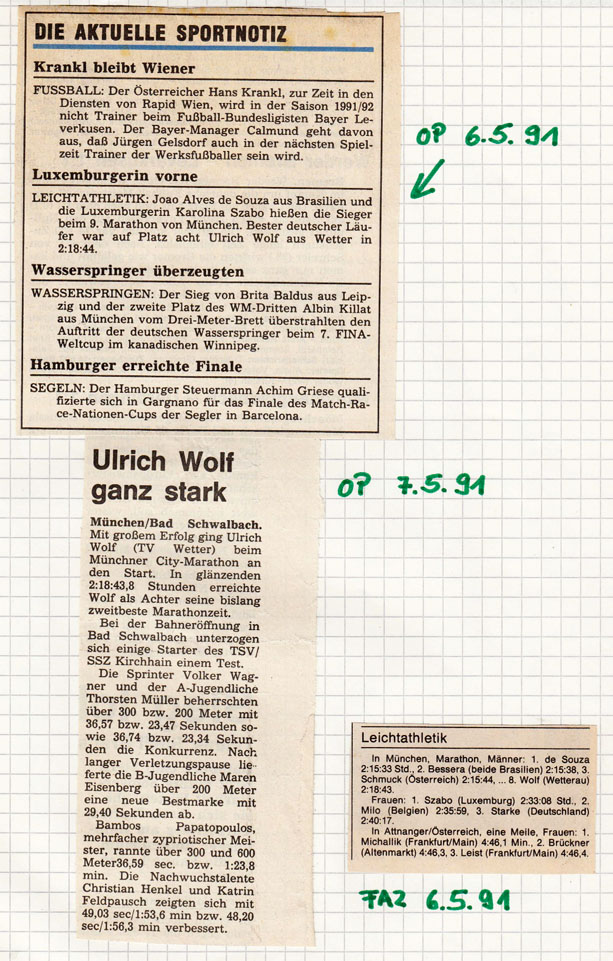 DIE AKTUELLE SPORTNOTIZ
Krankl bleibt Wiener
FUSSBALL: Der Österreicher Hans Krankl, zur Zeit in den
Diensten von Rapid Wien, wird in der Saison 1991/92
nicht Trainer beim Fußball-Bundesligisten Bayer Le-
verkusen. Der Bayer-Manager Calmund geht davon
aus, daß Jürgen Gelsdorf auch in der nächsten Spiel-
zeit Trainer der Werksfußballer sein wird.
Luxemburgerin vorne
LEICHTATHLETIK: Joao Alves de Souza aus Brasilien und
die Luxemburgerin Karolina Szabo hießen die Sieger
beim 9. Marathon von München. Bester deutscher Läu-
fer war auf Platz acht Ulrich Wolf aus Wetter in
2:18:44.
Wasserspringer überzeugten
WASSERSPRINGEN: Der Sieg von Brita Baldus aus Leip-
zig und der zweite Platz des WM-Dritten Albin Killat
aus München vom Drei-Meter-Brett überstrahlten den
Auftritt der deutschen Wasserspringer beim 7. FINA-
Weltcup im kanadischen Winnipeg.
Hamburger erreichte Finale
SEGELN: Der Hamburger Steuermann Achim Griese quali-
fizierte sich in Gargnano für das Finale des Match-Ra-
ce-Nationen-Cups der Segler in Barcelona.
OP 6.5.91
Ulrich Wolf
ganz stark
OP 7.5.91
München/Bad Schwalbach.
Mit großem Erfolg ging Ulrich
Wolf (TV Wetter) beim
Münchner City-Marathon an
den Start. In glänzenden
2:18:43,8 Stunden erreichte
Wolf als Achter seine bislang
zweitbeste Marathonzeit.
Bei der Bahneröffnung in
Bad Schwalbach unterzogen
sich einige Starter des TSV/
SSZ Kirchhain einem Test.
Die Sprinter Volker Wag-
ner und der A-Jugendliche
Thorsten Müller beherrschten
über 300 bzw. 200 Meter mit
36,57 bzw. 23,47 Sekunden so-
wie 36,74 bzw. 23,34 Sekun-
den die Konkurrenz. Nach
langer Verletzungspause lie-
ferte die B-Jugendliche Maren
Eisenberg über 200 Meter
eine neue Bestmarke mit
29,40 Sekunden ab.
Bambos Papatopoulos,
mehrfacher zypriotischer Mei-
ster, rannte über 300 und 600
Meter36,59 sec. bzw. 1:23,8
min. Die Nachwuchstalente
Christian Henkel und Katrin
Feldpausch zeigten sich mit
49,03 sec/1:53,6 min bzw. 48,20
sec/1:56,3 min verbessert.
Leichtathletik
In München, Marathon, Männer: 1. de Souza
2:15:33 Std., 2. Bessera (beide Brasilien) 2:15:38, 3.
Schmuck (Österreich) 2:15:44, ... 8. Wolf (Wetterau)
2:18:43.
Frauen: 1. Szabo (Luxemburg) 2:33:08 Std., 2.
Milo (Belgien) 2:35:59, 3. Starke (Deutschland)
2:40:17.
In Attnanger/Österreich, eine Meile, Frauen: 1.
Michallik (Frankfurt/Main) 4:46,1 Min., 2. Brückner
(Altenmarkt) 4:46,3, 3. Leist (Frankfurt/Main) 4:46,4.
FAZ 6.5.91